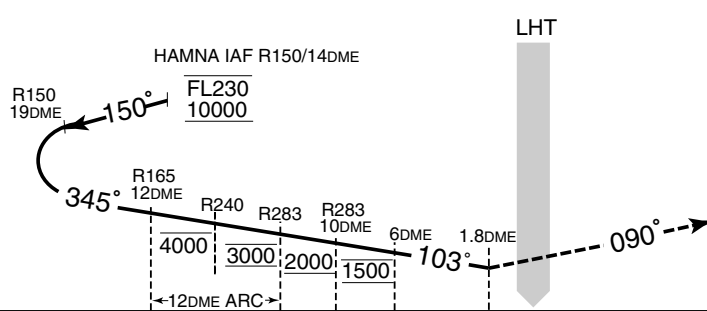 LHT
HAMNA IAF R150/14DME
FL230
10000
R150
19DME
150°
R165
12DME
345°
R240
R283
R283
10DME
6DME
1.8DME
103°
090°
4000
3000
2000
1500
12DME ARC